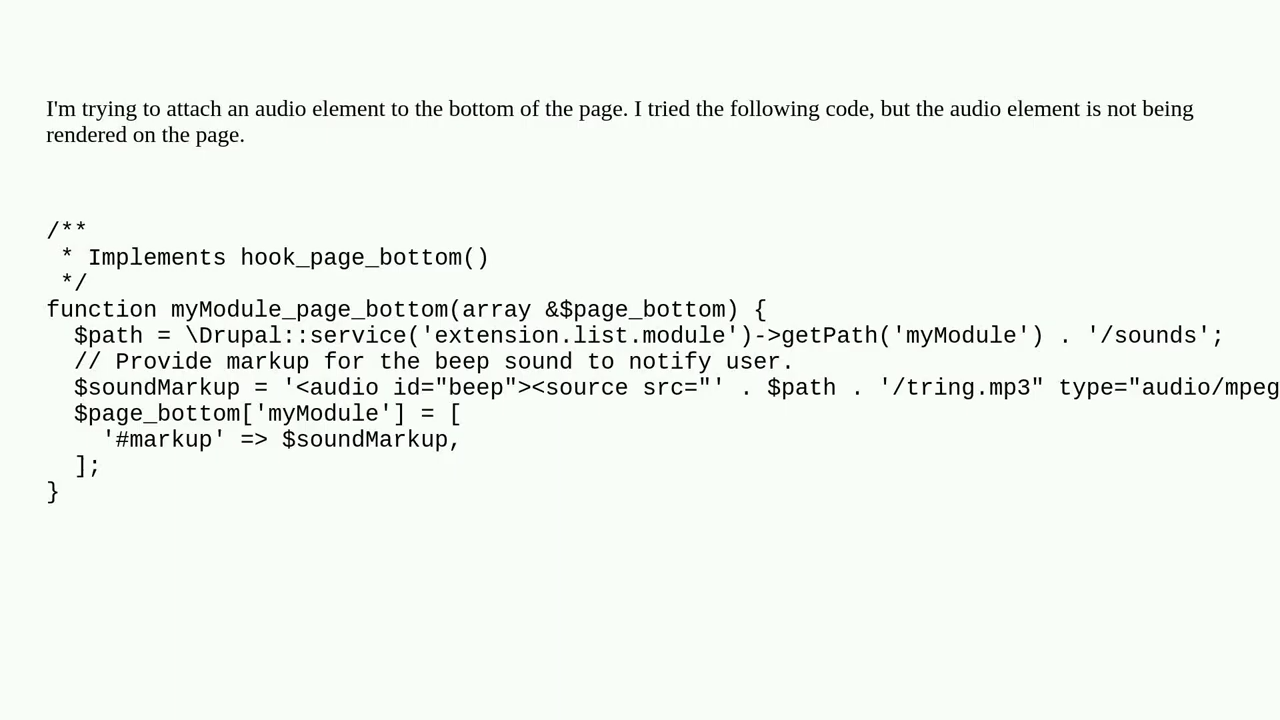 I'm trying to attach an audio element to the bottom of the page. I tried the following code, but the audio element is not being
rendered on the page.
/**
 * Implements hook_page_bottom()
 */
function myModule_page_bottom(array &$page_bottom) {
  $path = \Drupal::service('extension.list.module')->getPath('myModule') . '/sounds';
  // Provide markup for the beep sound to notify user.
  $soundMarkup = '<audio id="beep"><source src="' . $path . '/tring.mp3" type="audio/mpeg
  $page_bottom['myModule'] = [
    '#markup' => $soundMarkup,
  ];
}